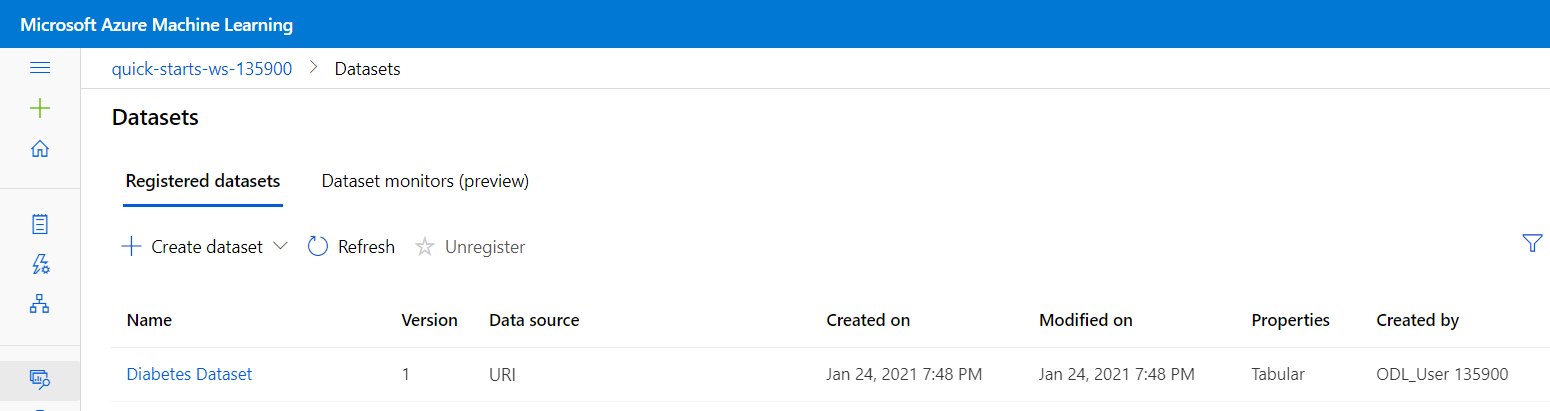 Microsoft Azure Machine Learning
quick-starts-ws-135900 > Datasets
Datasets
Registered datasets Dataset monitors (preview)
Create dataset Refresh Unregister
Name Version Data source Created on Modified on Properties Created by
Diabetes Dataset 1 URI Jan 24, 2021 7:48 PM Jan 24, 2021 7:48 PM Tabular ODL_User 135900